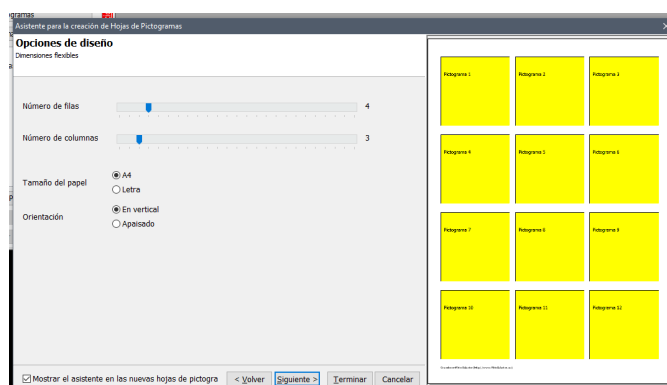 Asistente para la creación de Hojas de Pictogramas
Opciones de diseño
Dimensiones flexibles
Número de filas
4
Número de columnas
3
Tamaño del papel
A4
Letra
Orientación
En vertical
Apaisado
Mostrar el asistente en las nuevas hojas de pictogra
< Volver
Siguiente >
Terminar
Cancelar
Pictograma 1
Pictograma 2
Pictograma 3
Pictograma 4
Pictograma 5
Pictograma 6
Pictograma 7
Pictograma 8
Pictograma 9
Pictograma 10
Pictograma 11
Pictograma 12